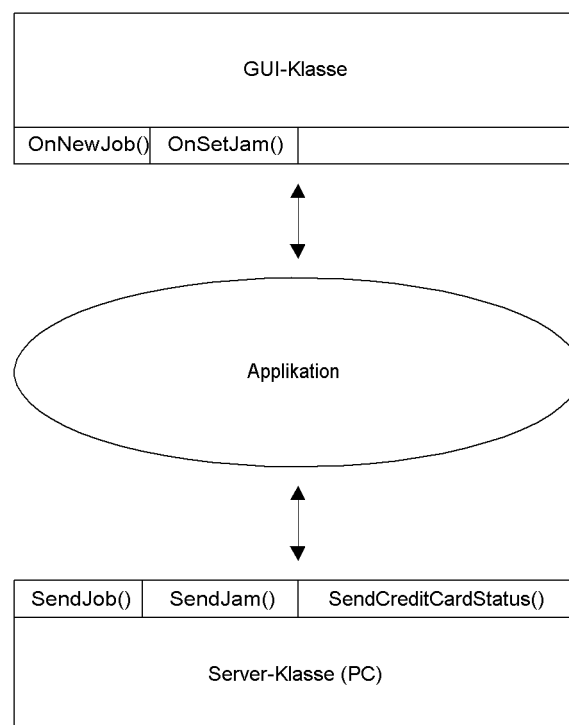 GUI-Klasse
OnNewJob() OnSetJam()
Applikation
SendJob() SendJam() SendCreditCardStatus()
Server-Klasse (PC)